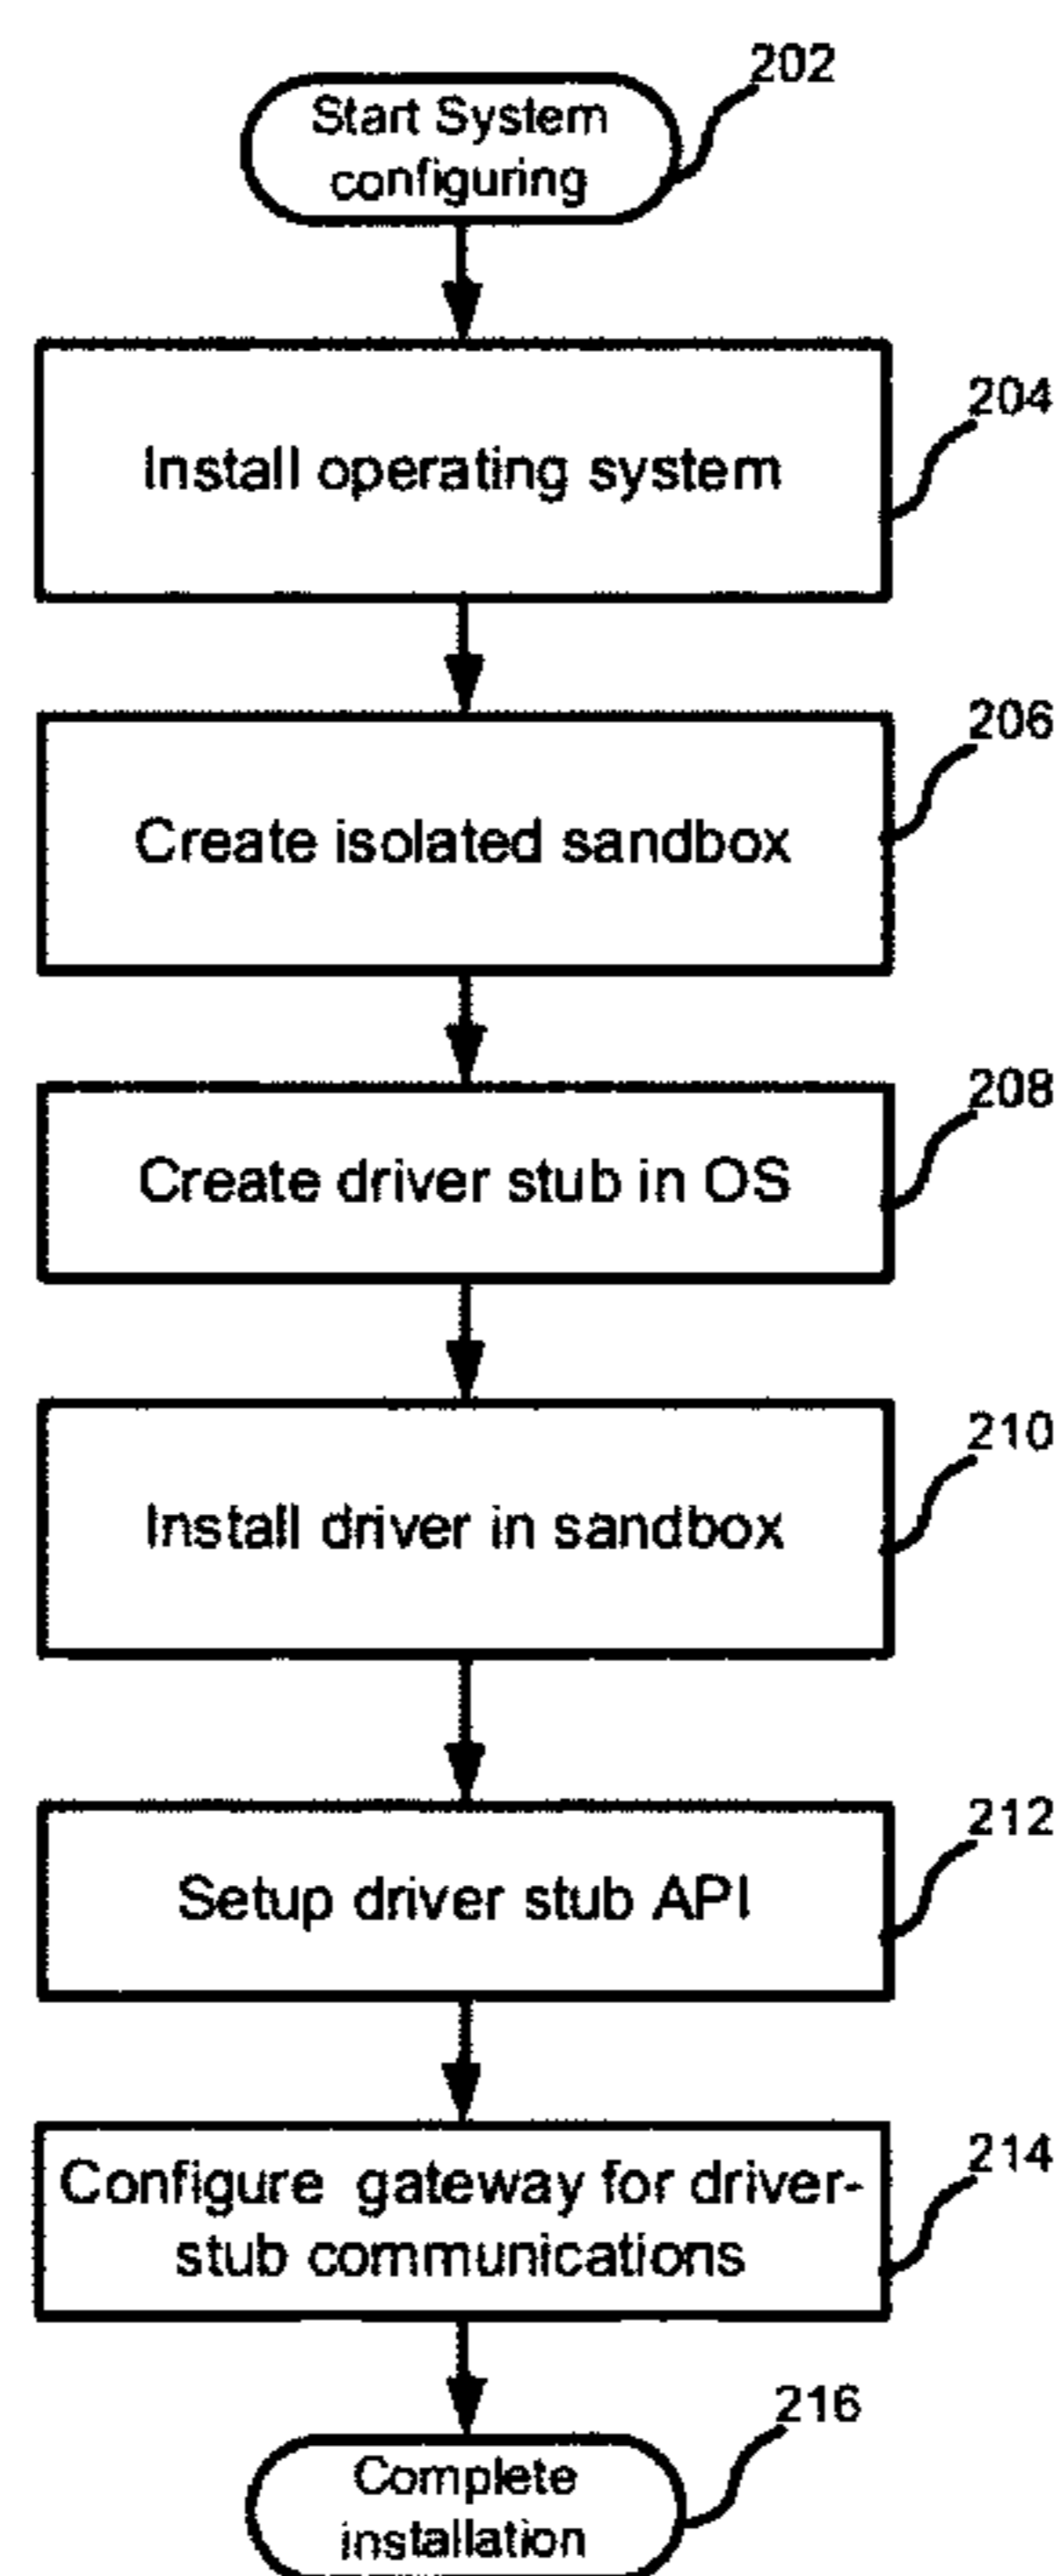 202
Start System
configuring
204
Install operating system
206
Create isolated sandbox
208
Create driver stub in OS
210
Install driver in sandbox
212
Setup driver stub API
214
Configure gateway for driver-
stub communications
216
Complete
installation